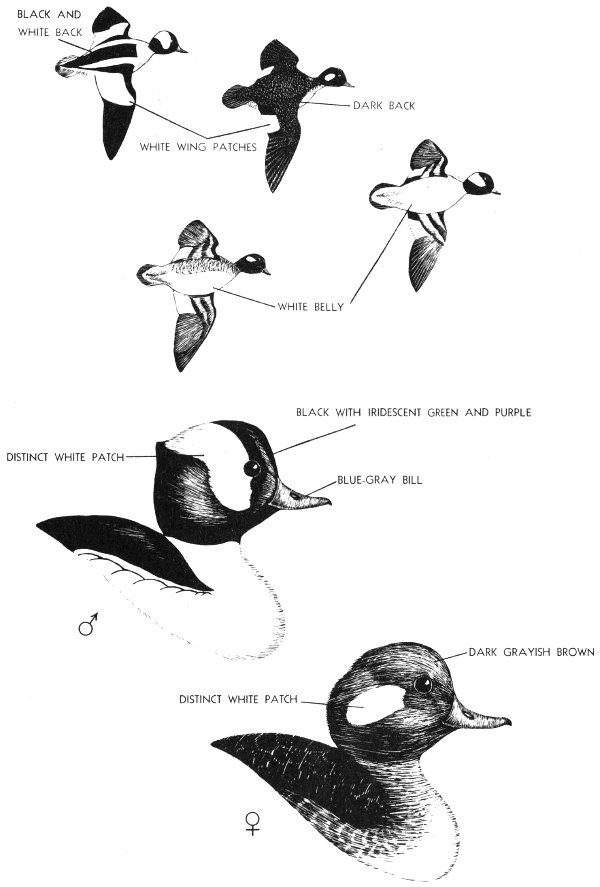 BLACK AND
WHITE BACK
DARK BACK
WHITE WING PATCHES
WHITE BELLY
BLACK WITH IRIDESCENT GREEN AND PURPLE
DISTINCT WHITE PATCH
BLUE-GRAY BILL
♂
DARK GRAYISH BROWN
DISTINCT WHITE PATCH
♀